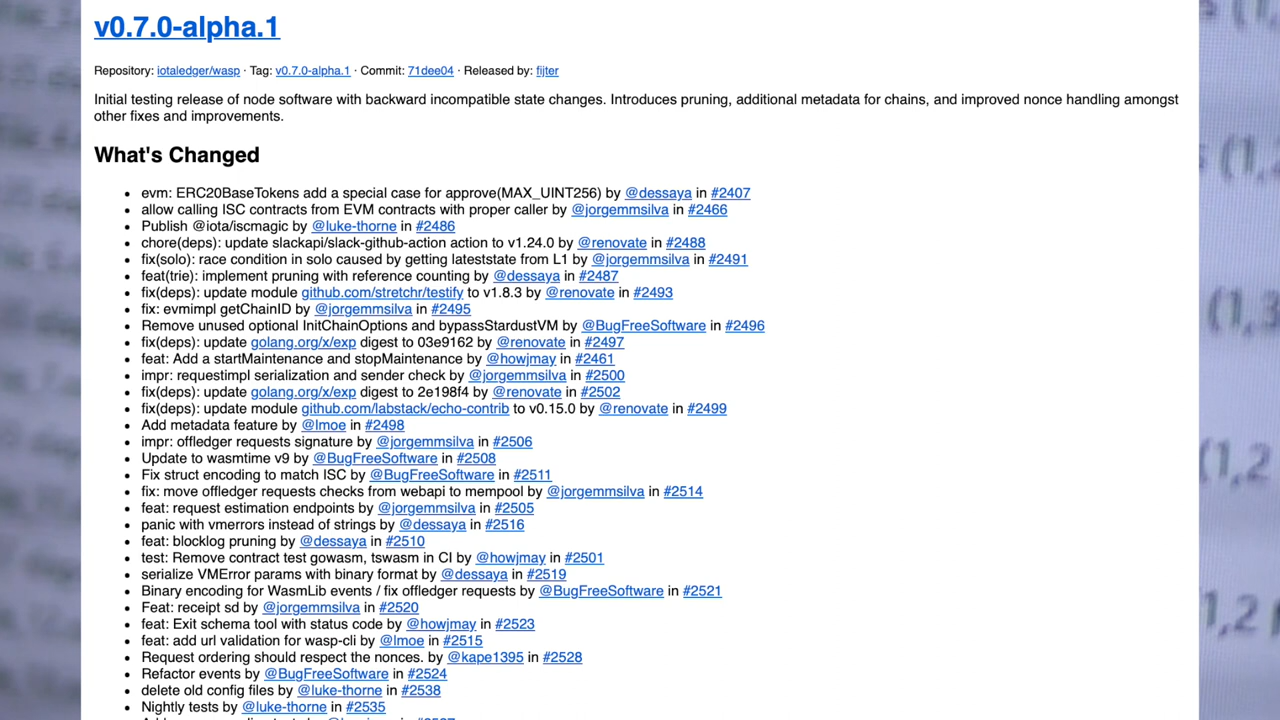 v0.7.0-alpha.1
Repository: iotaledger/wasp · Tag: v0.7.0-alpha.1 · Commit: 71dee04 · Released by: fijter
Initial testing release of node software with backward incompatible state changes. Introduces pruning, additional metadata for chains, and improved nonce handling amongst
other fixes and improvements.
What's Changed
• evm: ERC20BaseTokens add a special case for approve(MAX_UINT256) by @dessaya in #2407
• allow calling ISC contracts from EVM contracts with proper caller by @jorgemmsilva in #2466
• Publish @iota/iscmagic by @luke-thorne in #2486
• chore(deps): update slackapi/slack-github-action action to v1.24.0 by @renovate in #2488
• fix(solo): race condition in solo caused by getting lateststate from L1 by @jorgemmsilva in #2491
• feat(trie): implement pruning with reference counting by @dessaya in #2487
• fix(deps): update module github.com/stretchr/testify to v1.8.3 by @renovate in #2493
• fix: evmimpl getChainID by @jorgemmsilva in #2495
• Remove unused optional InitChainOptions and bypassStardustVM by @BugFreeSoftware in #2496
• fix(deps): update golang.org/x/exp digest to 03e9162 by @renovate in #2497
• feat: Add a startMaintenance and stopMaintenance by @howjmay in #2461
• impr: requestimpl serialization and sender check by @jorgemmsilva in #2500
• fix(deps): update golang.org/x/exp digest to 2e198f4 by @renovate in #2502
• fix(deps): update module github.com/labstack/echo-contrib to v0.15.0 by @renovate in #2499
• Add metadata feature by @lmoe in #2498
• impr: offledger requests signature by @jorgemmsilva in #2506
• Update to wasmtime v9 by @BugFreeSoftware in #2508
• Fix struct encoding to match ISC by @BugFreeSoftware in #2511
• fix: move offledger requests checks from webapi to mempool by @jorgemmsilva in #2514
• feat: request estimation endpoints by @jorgemmsilva in #2505
• panic with vmerrors instead of strings by @dessaya in #2516
• feat: blocklog pruning by @dessaya in #2510
• test: Remove contract test gowasm, tswasm in CI by @howjmay in #2501
• serialize VMError params with binary format by @dessaya in #2519
• Binary encoding for WasmLib events / fix offledger requests by @BugFreeSoftware in #2521
• Feat: receipt sd by @jorgemmsilva in #2520
• feat: Exit schema tool with status code by @howjmay in #2523
• feat: add url validation for wasp-cli by @lmoe in #2515
• Request ordering should respect the nonces. by @kape1395 in #2528
• Refactor events by @BugFreeSoftware in #2524
• delete old config files by @luke-thorne in #2538
• Nightly tests by @luke-thorne in #2535